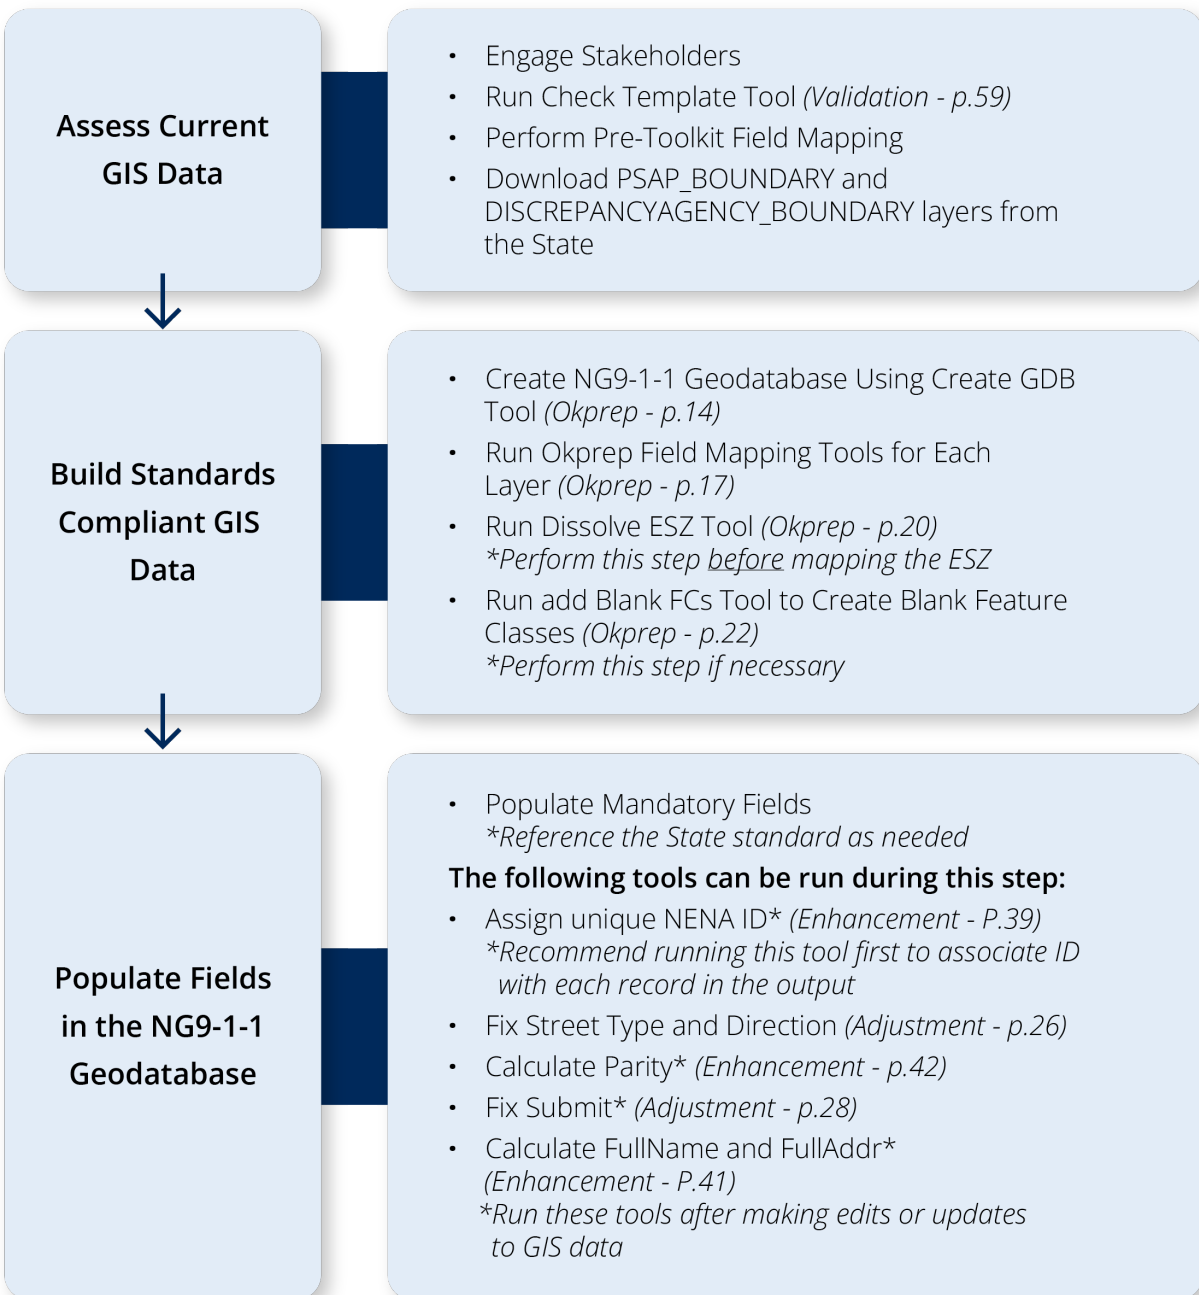 Assess Current
GIS Data
• Engage Stakeholders
• Run Check Template Tool (Validation - p.59)
• Perform Pre-Toolkit Field Mapping
• Download PSAP_BOUNDARY and
DISCREPANCYAGENCY_BOUNDARY layers from
the State
Build Standards
Compliant GIS
Data
• Create NG9-1-1 Geodatabase Using Create GDB
Tool (Okprep - p.14)
• Run Okprep Field Mapping Tools for Each
Layer (Okprep - p.17)
• Run Dissolve ESZ Tool (Okprep - p.20)
*Perform this step before mapping the ESZ
• Run add Blank FCs Tool to Create Blank Feature
Classes (Okprep - p.22)
*Perform this step if necessary
Populate Fields
in the NG9-1-1
Geodatabase
• Populate Mandatory Fields
*Reference the State standard as needed
The following tools can be run during this step:
• Assign unique NENA ID* (Enhancement - P.39)
*Recommend running this tool first to associate ID
with each record in the output
• Fix Street Type and Direction (Adjustment - p.26)
• Calculate Parity* (Enhancement - p.42)
• Fix Submit* (Adjustment - p.28)
• Calculate FullName and FullAddr*
(Enhancement - P.41)
*Run these tools after making edits or updates
to GIS data